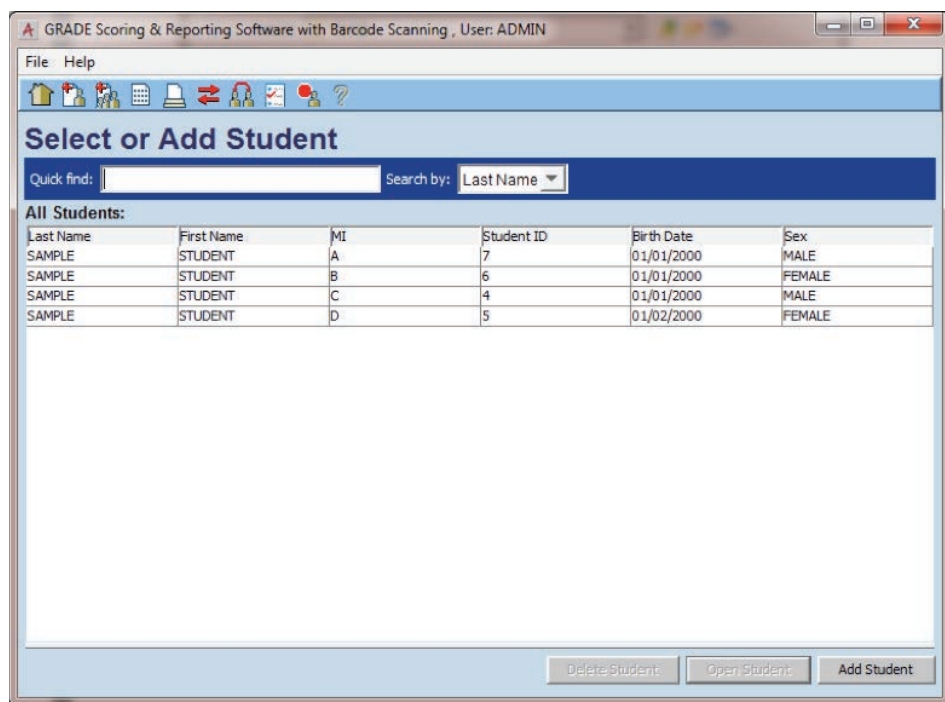 GRADE Scoring & Reporting Software with Barcode Scanning , User: ADMIN
File Help
Select or Add Student
Quick find: Search by: Last Name
All Students:
Last Name First Name MI Student ID Birth Date Sex
SAMPLE STUDENT A 7 01/01/2000 MALE
SAMPLE STUDENT B 6 01/01/2000 FEMALE
SAMPLE STUDENT C 4 01/01/2000 MALE
SAMPLE STUDENT D 5 01/02/2000 FEMALE
Delete Student Open Student Add Student